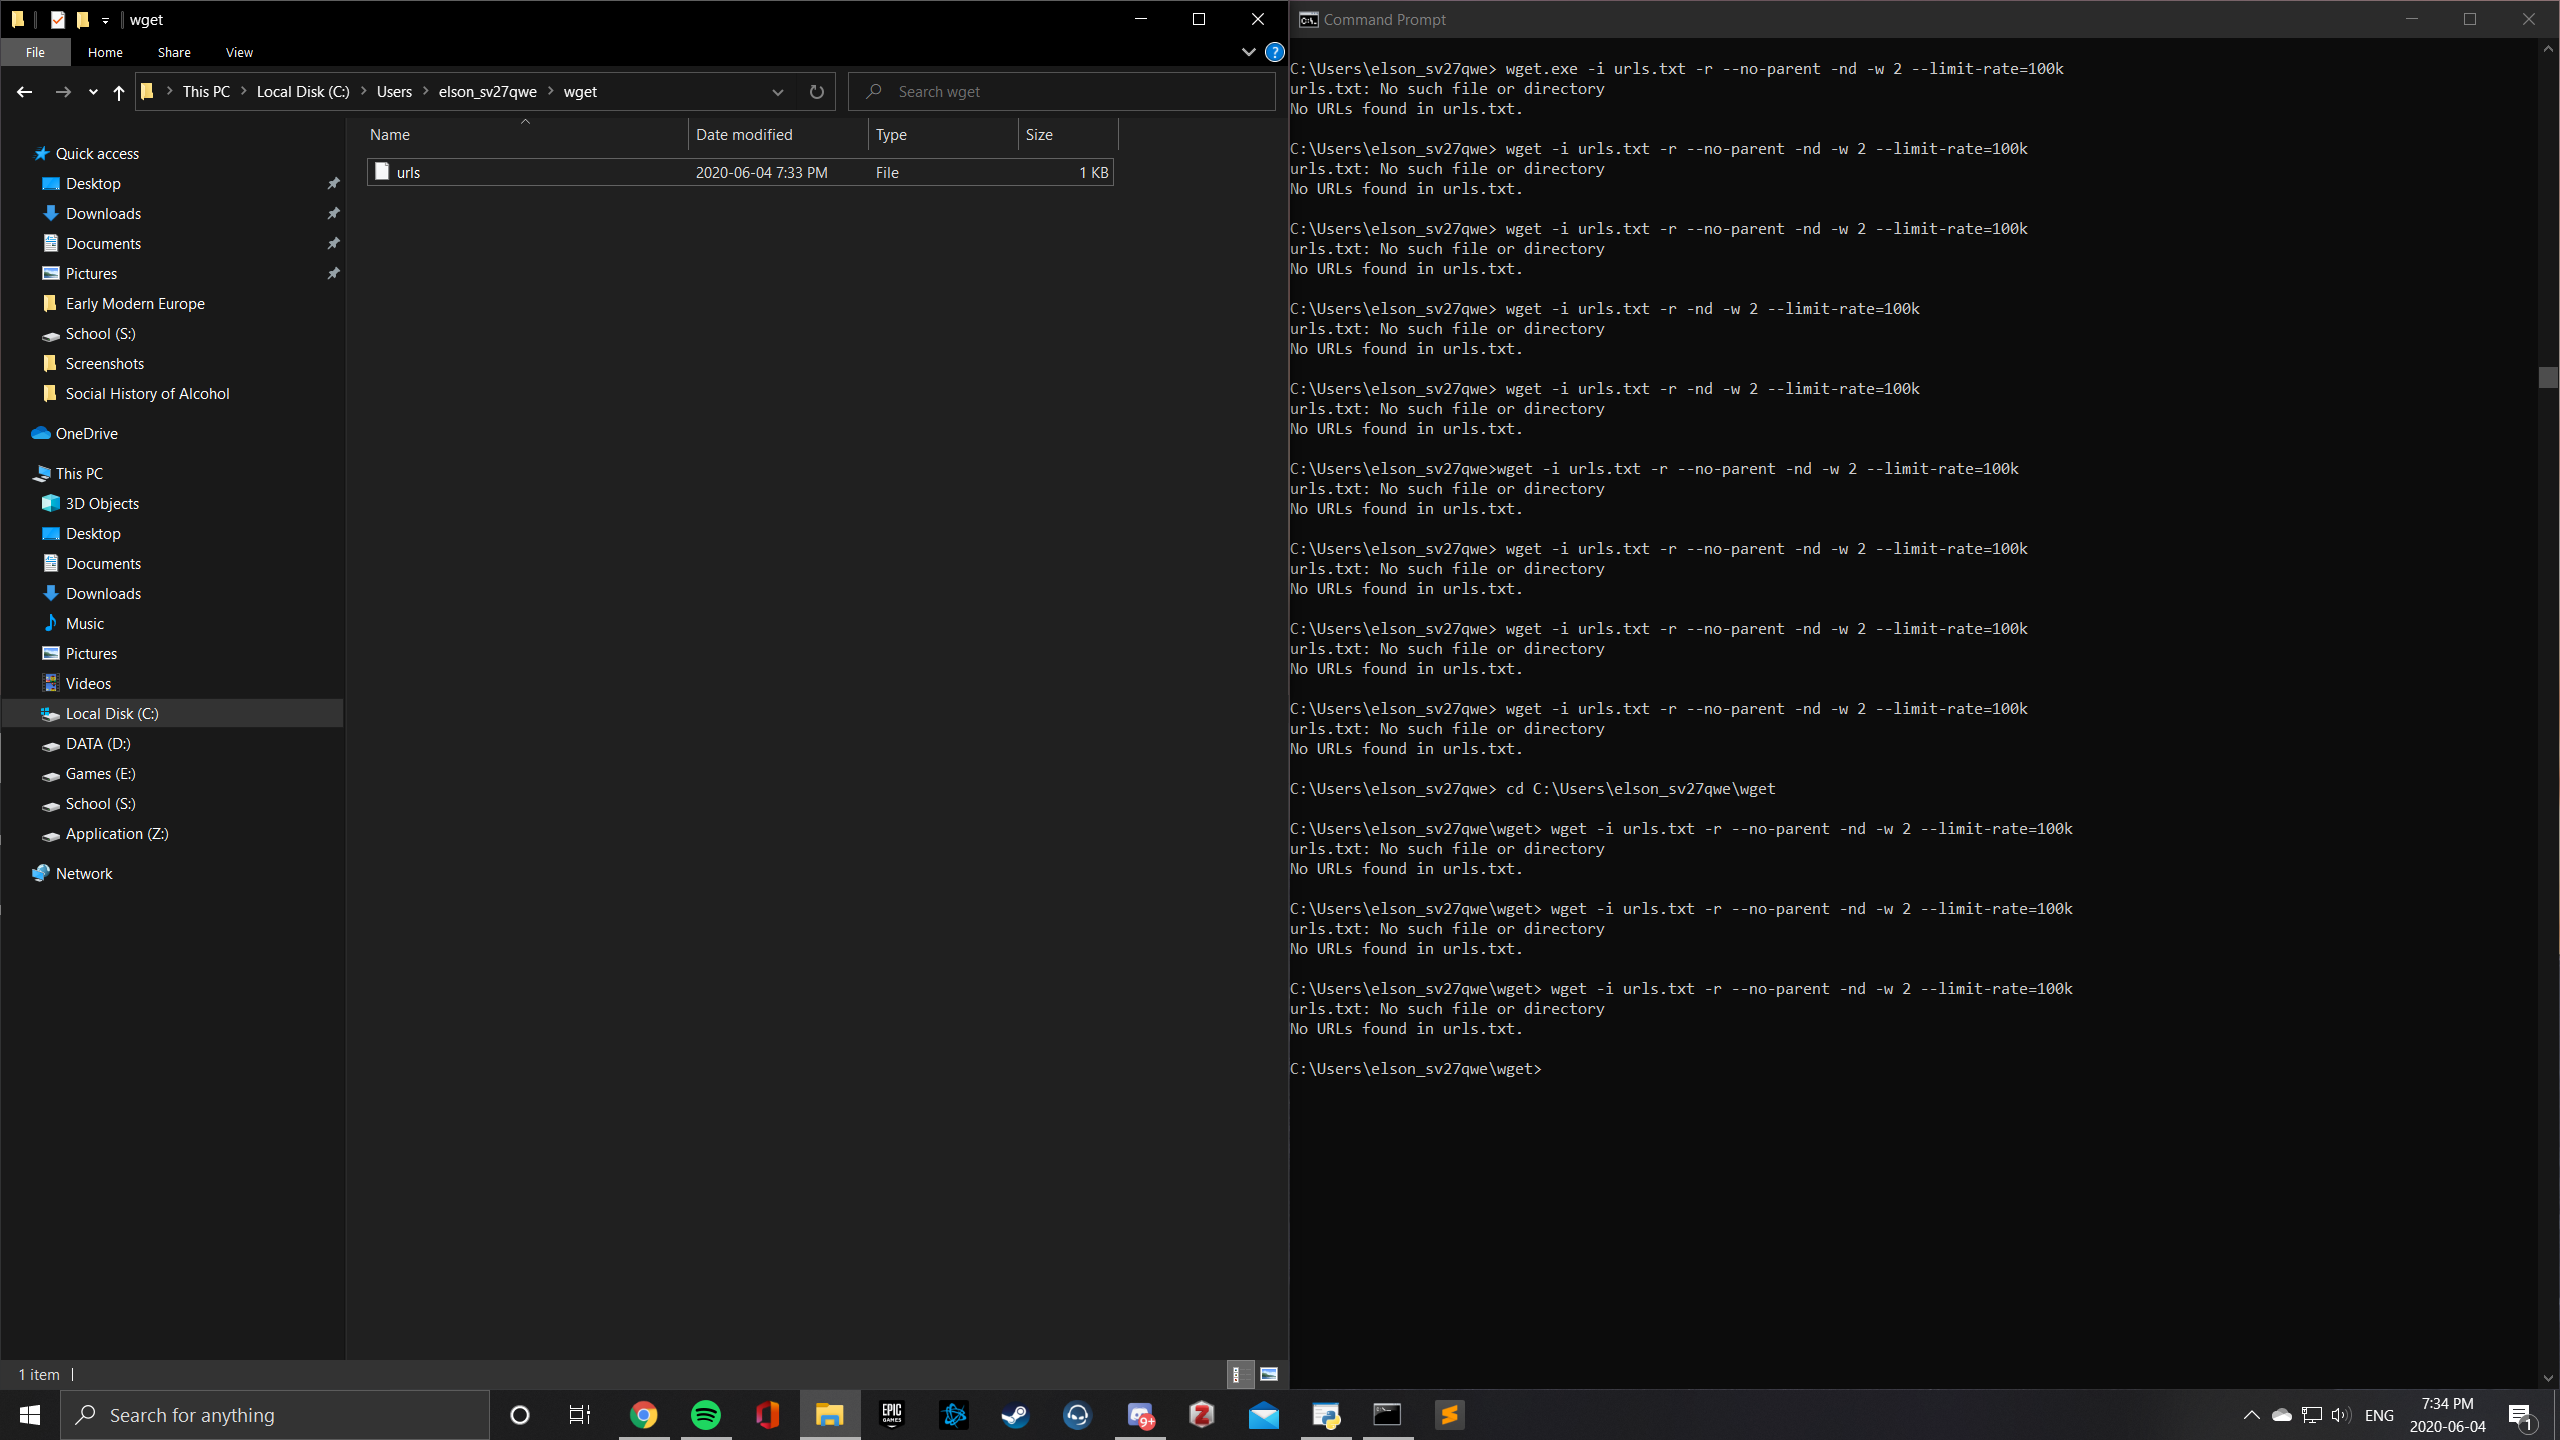 wget
File Home Share View
This PC Local Disk (C:) Users elson_sv27qwe wget
Search wget
Name Date modified Type Size
urls 2020-06-04 7:33 PM File 1 KB
Quick access
Desktop
Downloads
Documents
Pictures
Early Modern Europe
School (S:)
Screenshots
Social History of Alcohol
OneDrive
This PC
3D Objects
Desktop
Documents
Downloads
Music
Pictures
Videos
Local Disk (C:)
DATA (D:)
Games (E:)
School (S:)
Application (Z:)
Network
1 item
Command Prompt
C:\Users\elson_sv27qwe> wget.exe -i urls.txt -r --no-parent -nd -w 2 --limit-rate=100k
urls.txt: No such file or directory
No URLs found in urls.txt.
C:\Users\elson_sv27qwe> wget -i urls.txt -r --no-parent -nd -w 2 --limit-rate=100k
urls.txt: No such file or directory
No URLs found in urls.txt.
C:\Users\elson_sv27qwe> wget -i urls.txt -r --no-parent -nd -w 2 --limit-rate=100k
urls.txt: No such file or directory
No URLs found in urls.txt.
C:\Users\elson_sv27qwe> wget -i urls.txt -r -nd -w 2 --limit-rate=100k
urls.txt: No such file or directory
No URLs found in urls.txt.
C:\Users\elson_sv27qwe> wget -i urls.txt -r -nd -w 2 --limit-rate=100k
urls.txt: No such file or directory
No URLs found in urls.txt.
C:\Users\elson_sv27qwe>wget -i urls.txt -r --no-parent -nd -w 2 --limit-rate=100k
urls.txt: No such file or directory
No URLs found in urls.txt.
C:\Users\elson_sv27qwe> wget -i urls.txt -r --no-parent -nd -w 2 --limit-rate=100k
urls.txt: No such file or directory
No URLs found in urls.txt.
C:\Users\elson_sv27qwe> wget -i urls.txt -r --no-parent -nd -w 2 --limit-rate=100k
urls.txt: No such file or directory
No URLs found in urls.txt.
C:\Users\elson_sv27qwe> wget -i urls.txt -r --no-parent -nd -w 2 --limit-rate=100k
urls.txt: No such file or directory
No URLs found in urls.txt.
C:\Users\elson_sv27qwe> cd C:\Users\elson_sv27qwe\wget
C:\Users\elson_sv27qwe\wget> wget -i urls.txt -r --no-parent -nd -w 2 --limit-rate=100k
urls.txt: No such file or directory
No URLs found in urls.txt.
C:\Users\elson_sv27qwe\wget> wget -i urls.txt -r --no-parent -nd -w 2 --limit-rate=100k
urls.txt: No such file or directory
No URLs found in urls.txt.
C:\Users\elson_sv27qwe\wget> wget -i urls.txt -r --no-parent -nd -w 2 --limit-rate=100k
urls.txt: No such file or directory
No URLs found in urls.txt.
C:\Users\elson_sv27qwe\wget>
Search for anything
EPIC
GAMES
9+
Z
ENG
7:34 PM
2020-06-04
1